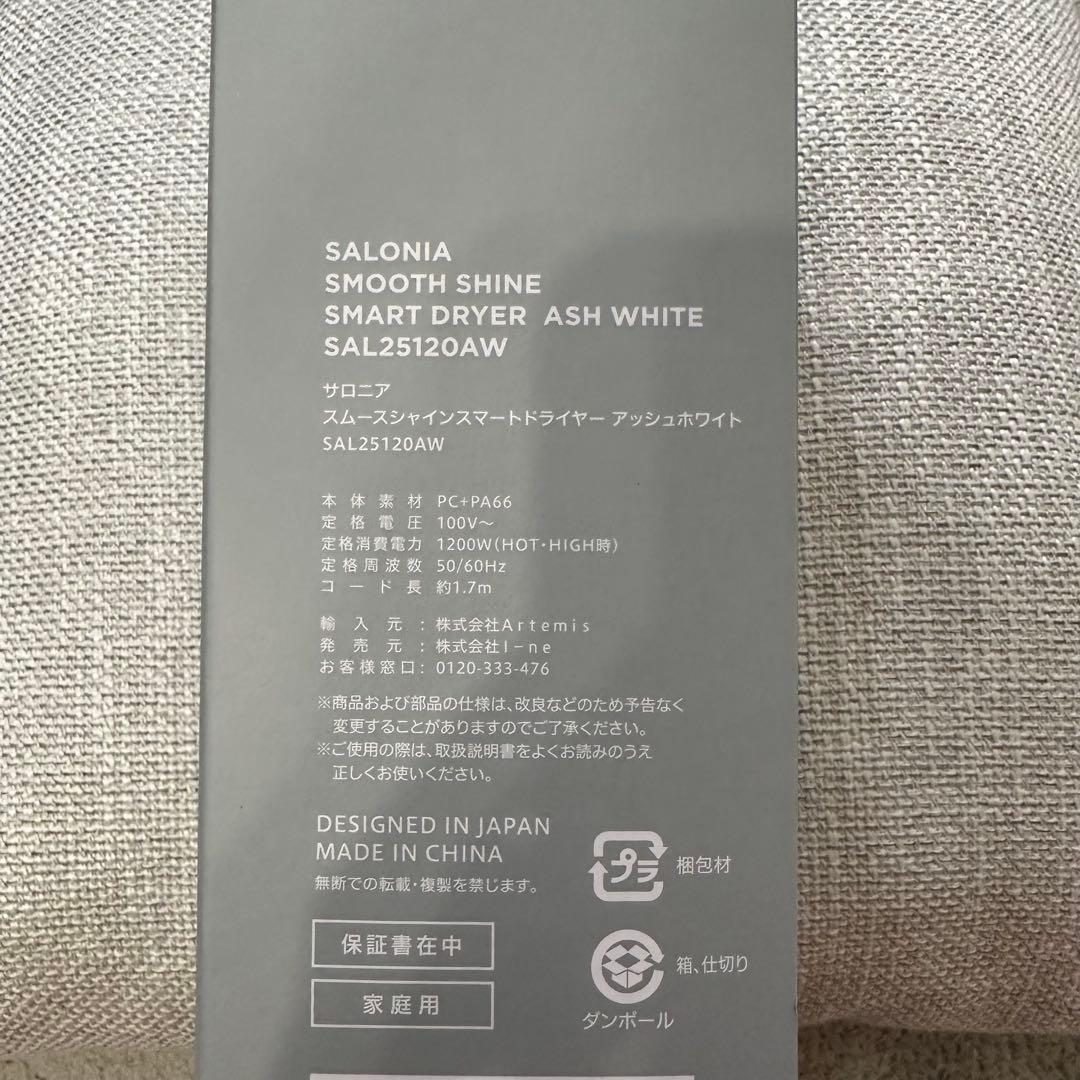 SALONIA
SMOOTH SHINE
SMART DRYER ASH WHITE
SAL25120AW
サロニア
スムースシャインスマートドライヤー アッシュホワイト
SAL25120AW
本体素材 PC+PA66
定格電圧 100V～
定格消費電力 1200W(HOT・HIGH時)
定格周波数 50/60Hz
コード長 約1.7m
輸入元：株式会社Artemis
発売元：株式会社I-ne
お客様窓口：0120-333-476
※商品および部品の仕様は、改良などのため予告なく
変更することがありますのでご了承ください。
※ご使用の際は、取扱説明書をよくお読みのうえ
正しくお使いください。
DESIGNED IN JAPAN
MADE IN CHINA
無断での転載・複製を禁じます。
プラ 梱包材
保証書在中
家庭用
箱、仕切り
ダンボール